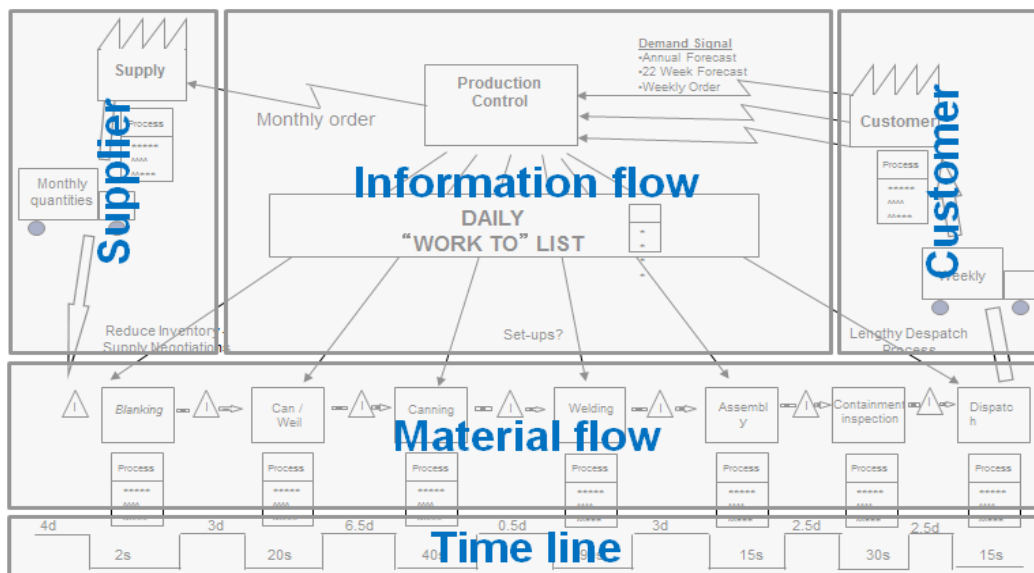 Supply
Process
*****
^^^^
^^***
Monthly
quantities
Supplier
Reduce Inventory -
Supply Negotiations
Monthly order
Production
Control
Demand Signal
•Annual Forecast
•22 Week Forecast
•Weekly Order
Information flow
DAILY
“WORK TO” LIST
*
*
*
*
Set-ups?
Customer
Process
*****
^^^^
^^***
Weekly
Customer
Lengthy Despatch
Process
I
Blanking
I
Can /
Weil
I
Canning
I
Welding
I
Assembl
y
I
Containment
inspection
I
Dispatc
h
Material flow
Process
*****
^^^^
^^***
Process
*****
^^^^
^^***
Process
*****
^^^^
^^***
Process
*****
^^^^
^^***
Process
*****
^^^^
^^***
Process
*****
^^^^
^^***
Process
*****
^^^^
^^***
4d
3d
6.5d
0.5d
3d
2.5d
2.5d
Time line
2s
20s
40s
15s
30s
15s